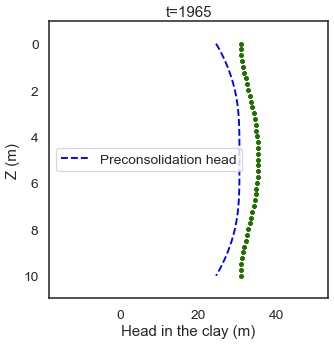 t=1965
0
2
4
6
8
10
Z (m)
Preconsolidation head
0
20
40
Head in the clay (m)